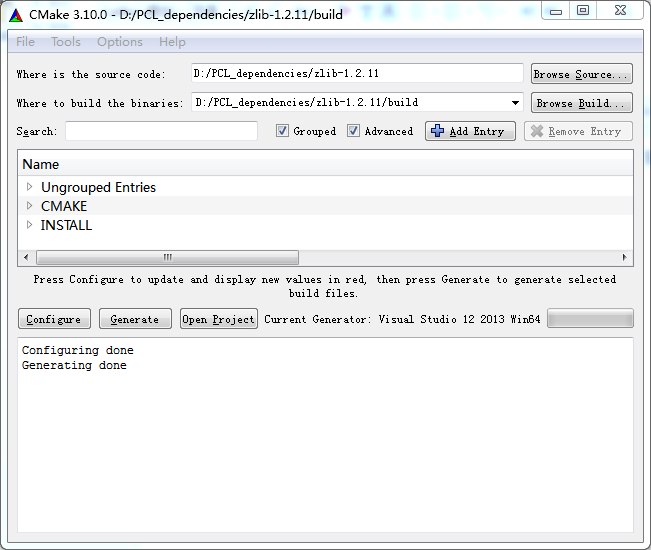 CMake 3.10.0 - D:/PCL_dependencies/zlib-1.2.11/build
File Tools Options Help
Where is the source code: D:/PCL_dependencies/zlib-1.2.11 Browse Source...
Where to build the binaries: D:/PCL_dependencies/zlib-1.2.11/build Browse Build...
Search: Grouped Advanced Add Entry Remove Entry
Name
Ungrouped Entries
CMAKE
INSTALL
Press Configure to update and display new values in red, then press Generate to generate selected
build files.
Configure Generate Open Project Current Generator: Visual Studio 12 2013 Win64
Configuring done
Generating done